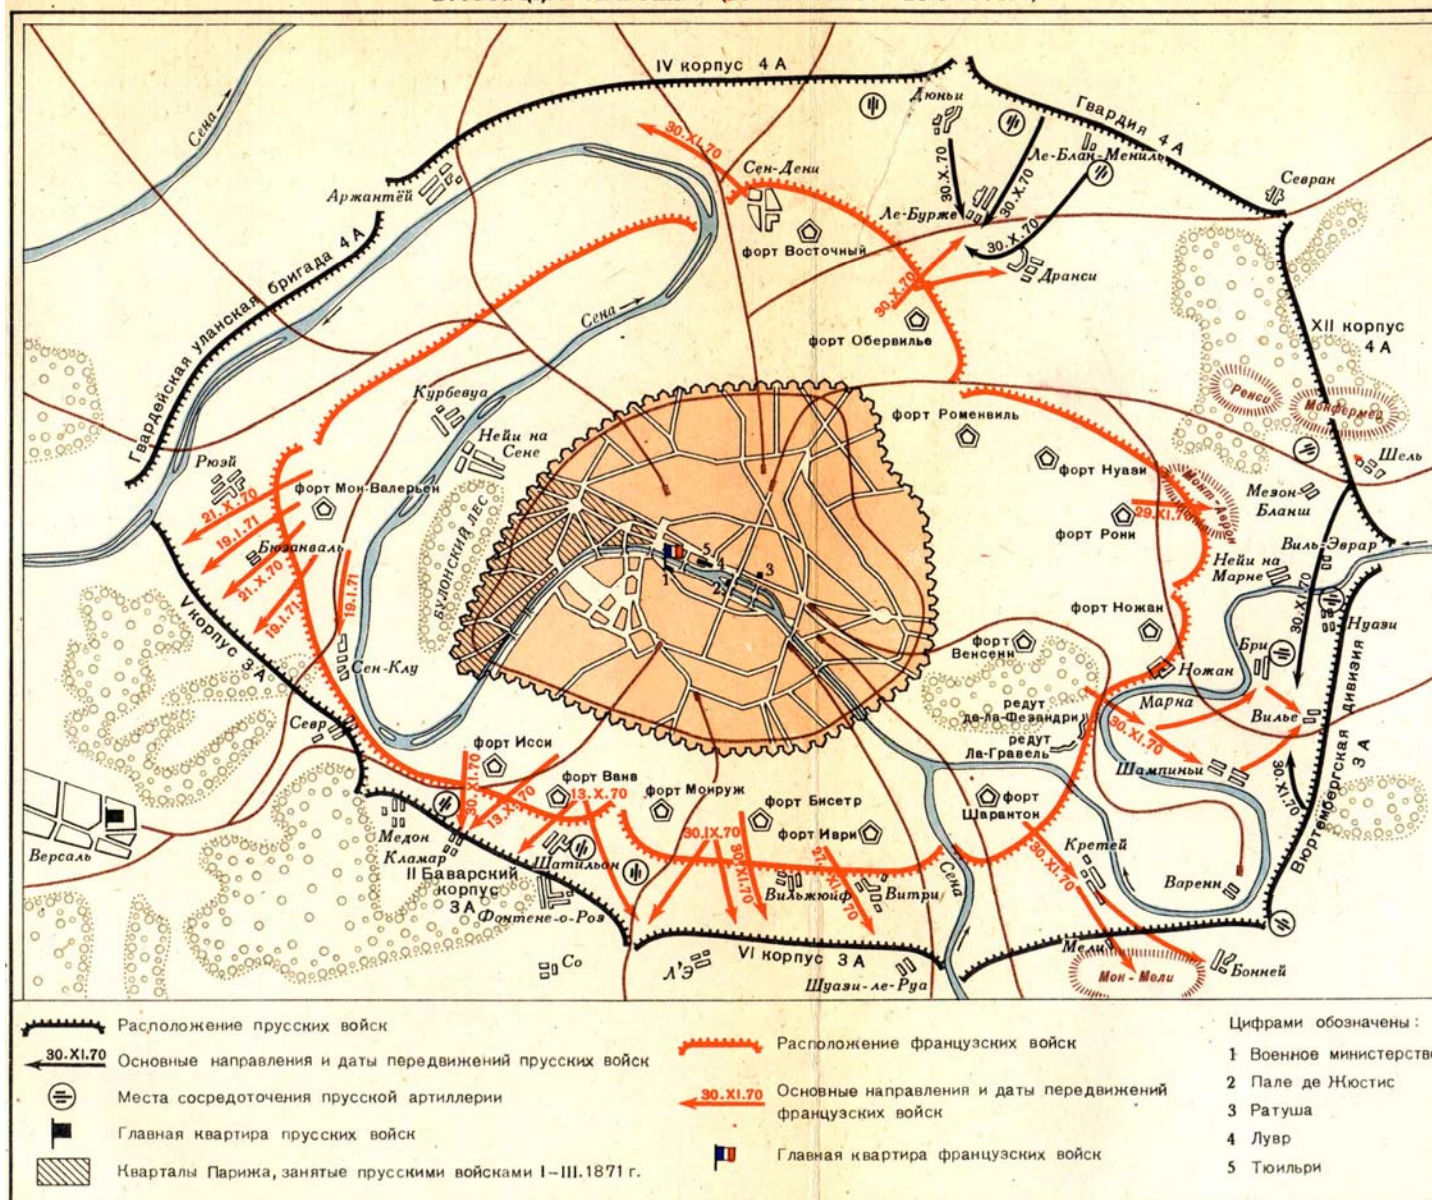 IV корпус 4 А
Гвардия 4 А
Сена
Дюньи
30.XI.70
Ле-Блан-Мениль
Сен-Дени
30.X.70
30.X.70
Севран
Аржантёй
Ле-Бурже
30.X.70
форт Восточный
Дранси
Гвардейская уланская бригада 4 А
30.X.70
Сена
XII корпус
4 А
форт Обервилье
Ренси
Монфермей
Курбевуа
форт Роменвиль
Нейи на
Сене
Шель
форт Нуази
Рюэй
Монт-Аврон
форт Мон-Валерьен
Мезон-
Бланш
21.X.70
29.XI.70
форт Рони
19.I.71
Бюзанваль
БУЛОНСКИЙ ЛЕС
Виль-Эврар
5
4
3
1
2
Нейи на
Марне
21.X.70
19.I.71
19.I.71
30.XI.70
форт Ножан
Нуази
V корпус 3 А
форт
Венсенн
Бри
Сен-Клу
Ножан
Марна
редут
де-ла-Фезандри
Вилье
Севр
редут
Ла-Гравель
30.XI.70
форт Исси
Шампиньи
30.XI.70
Вюртембергская дивизия
3 А
форт Ванв
13.X.70
форт Монруж
форт Бисетр
форт
Шарантон
30.XI.70
13.X.70
форт Иври
Медон
30.IX.70
Версаль
Кламар
Шатильон
30.XI.70
27.XI.70
30.XI.70
Кретей
II Баварский
корпус
3 А
Вильжюиф
Витри
Сена
Варенн
Фонтене-о-Роз
Мели
VI корпус 3 А
Со
Л'Э
Шуази-ле-Руа
Мон-Мели
Бонней
Расположение прусских войск
30.XI.70
Основные направления и даты передвижений прусских войск
Места сосредоточения прусской артиллерии
Главная квартира прусских войск
Кварталы Парижа, занятые прусскими войсками I–III.1871 г.
Расположение французских войск
30.XI.70
Основные направления и даты передвижений
французских войск
Главная квартира французских войск
Цифрами обозначены:
1 Военное министерство
2 Пале де Жюстис
3 Ратуша
4 Лувр
5 Тюильри